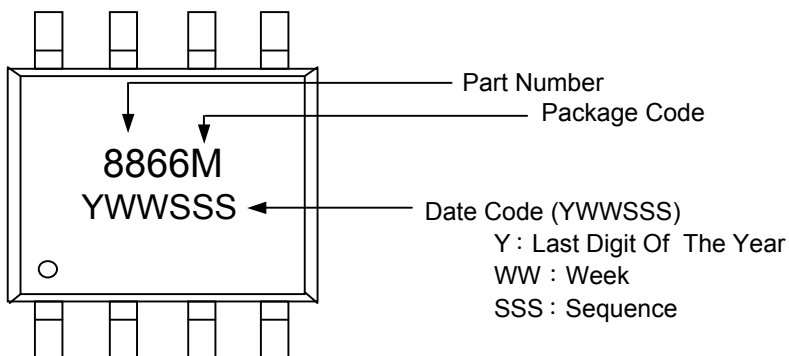 Part Number
Package Code
8866M
YWWSSS
Date Code (YWWSSS)
Y : Last Digit Of The Year
WW : Week
SSS : Sequence